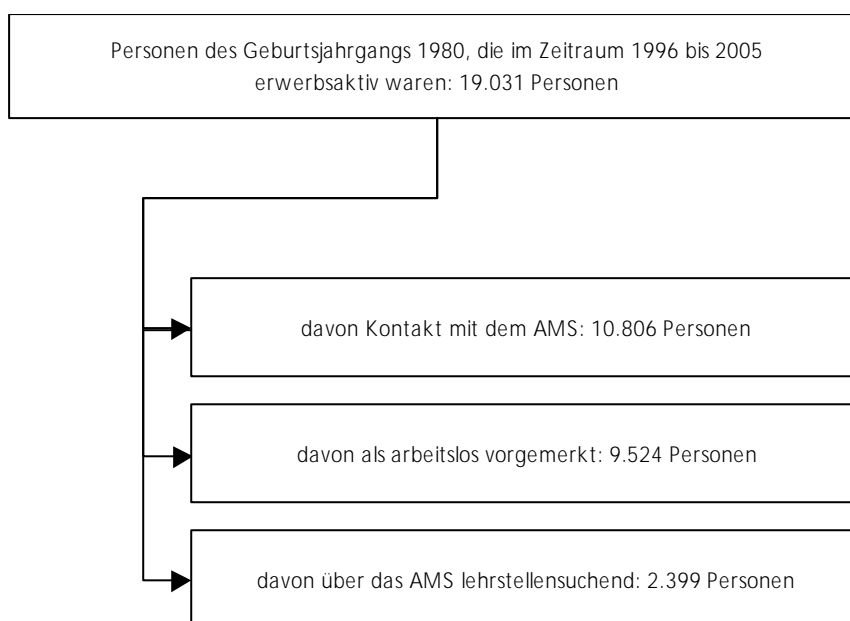 Personen des Geburtsjahrgangs 1980, die im Zeitraum 1996 bis 2005
erwerbsaktiv waren: 19.031 Personen
davon Kontakt mit dem AMS: 10.806 Personen
davon als arbeitslos vorgemerkt: 9.524 Personen
davon über das AMS lehrstellensuchend: 2.399 Personen